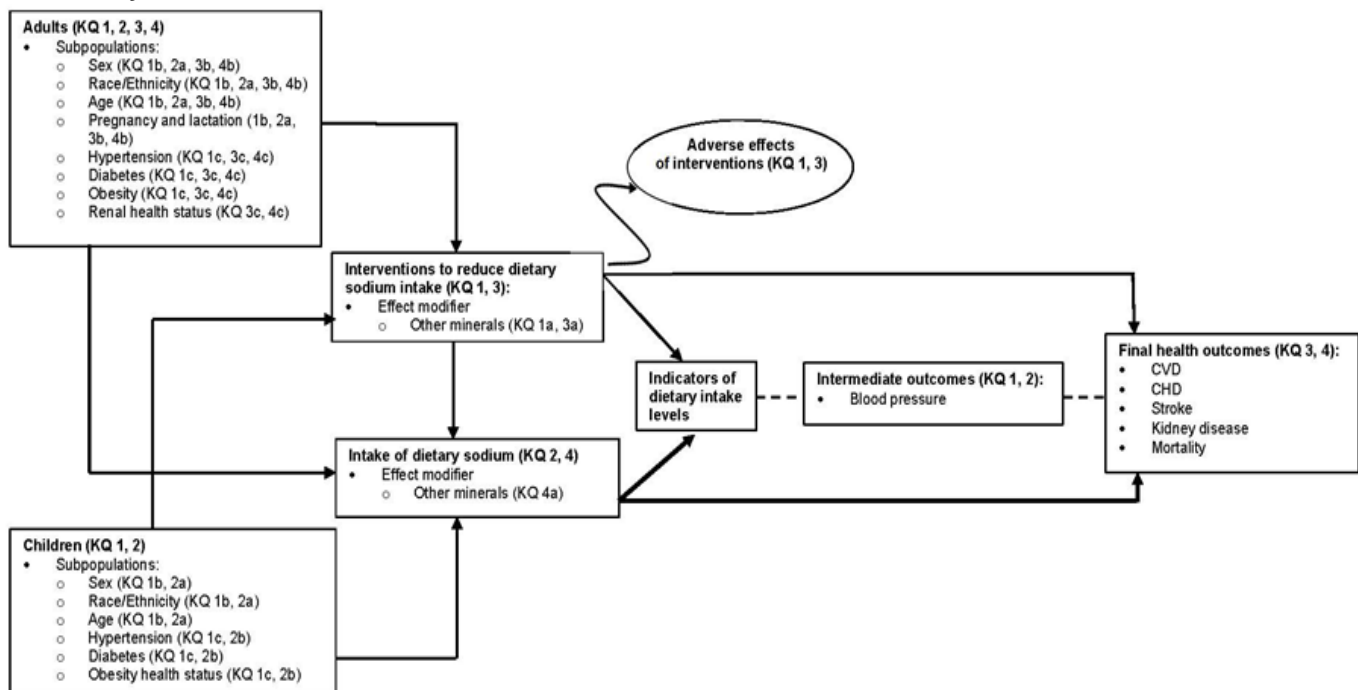 Adults (KQ 1, 2, 3, 4)
• Subpopulations:
o Sex (KQ 1b, 2a, 3b, 4b)
o Race/Ethnicity (KQ 1b, 2a, 3b, 4b)
o Age (KQ 1b, 2a, 3b, 4b)
o Pregnancy and lactation (1b, 2a,
3b, 4b)
o Hypertension (KQ 1c, 3c, 4c)
o Diabetes (KQ 1c, 3c, 4c)
o Obesity (KQ 1c, 3c, 4c)
o Renal health status (KQ 3c, 4c)
Adverse effects
of interventions (KQ 1, 3)
Interventions to reduce dietary
sodium intake (KQ 1, 3):
• Effect modifier
o Other minerals (KQ 1a, 3a)
Indicators of
dietary intake
levels
Intermediate outcomes (KQ 1, 2):
• Blood pressure
Final health outcomes (KQ 3, 4):
• CVD
• CHD
• Stroke
• Kidney disease
• Mortality
Intake of dietary sodium (KQ 2, 4)
• Effect modifier
o Other minerals (KQ 4a)
Children (KQ 1, 2)
• Subpopulations:
o Sex (KQ 1b, 2a)
o Race/Ethnicity (KQ 1b, 2a)
o Age (KQ 1b, 2a)
o Hypertension (KQ 1c, 2b)
o Diabetes (KQ 1c, 2b)
o Obesity health status (KQ 1c, 2b)